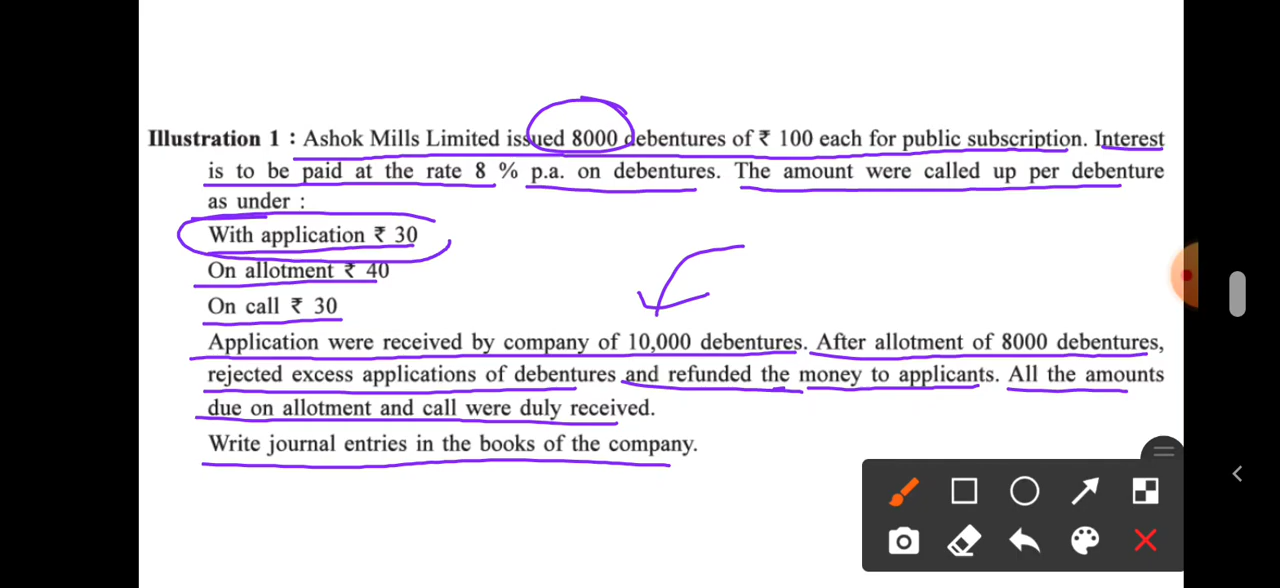 Illustration 1 : Ashok Mills Limited issued 8000 debentures of ₹ 100 each for public subscription. Interest
is to be paid at the rate 8 % p.a. on debentures. The amount were called up per debenture
as under :
With application ₹ 30
On allotment ₹ 40
On call ₹ 30
Application were received by company of 10,000 debentures. After allotment of 8000 debentures,
rejected excess applications of debentures and refunded the money to applicants. All the amounts
due on allotment and call were duly received.
Write journal entries in the books of the company.